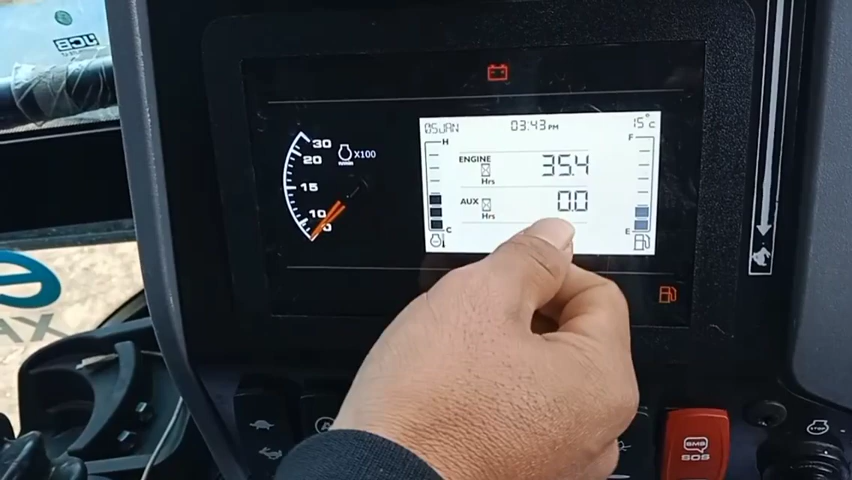 JCB
05JAN 03:43 PM 15°C
H
F
30
20
X100
15
10
0
ENGINE 35.4
Hrs
AUX 0.0
Hrs
C
E
AX
SMS
SOS